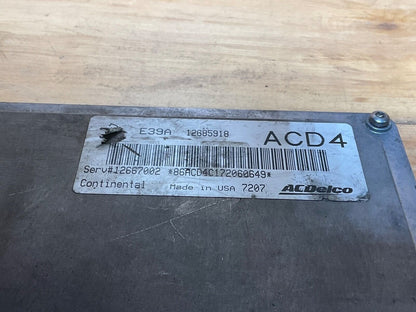 E39A 12685918 ACD4
Serv#12667002 *86ACD4C172060649*
Continental Made in USA 7207 ACDelco